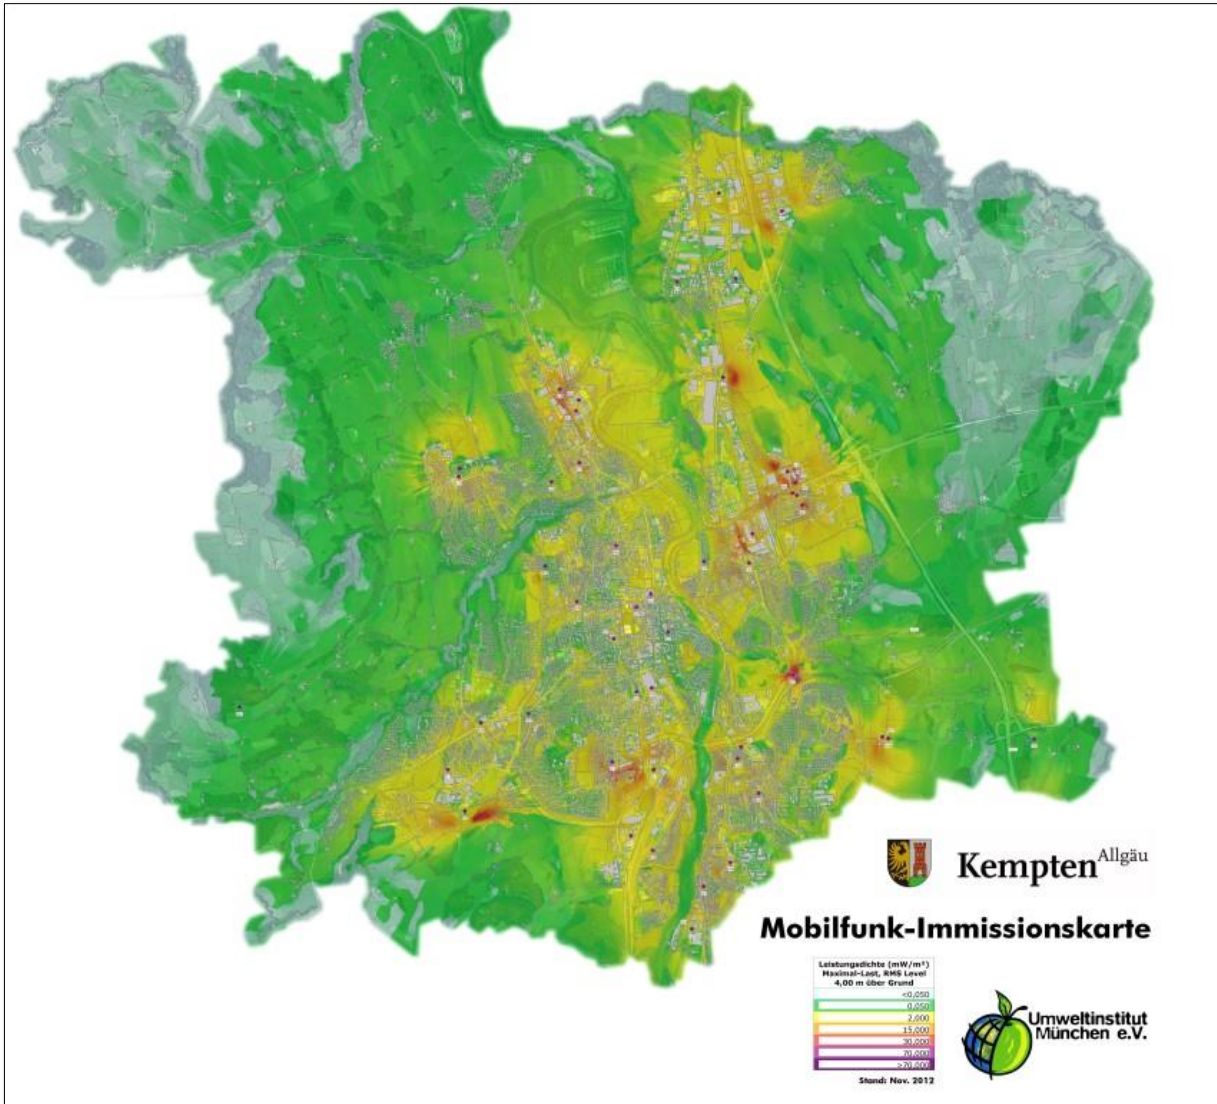 Kempten Allgäu
Mobilfunk-Immissionskarte
Leistungsdichte (mW/m²)
Maximal-Last, RMS Level
4,00 m über Grund
<0,050
0,050
2,000
15,000
30,000
70,000
>70,000
Stand: Nov. 2012
Umweltinstitut
München e.V.